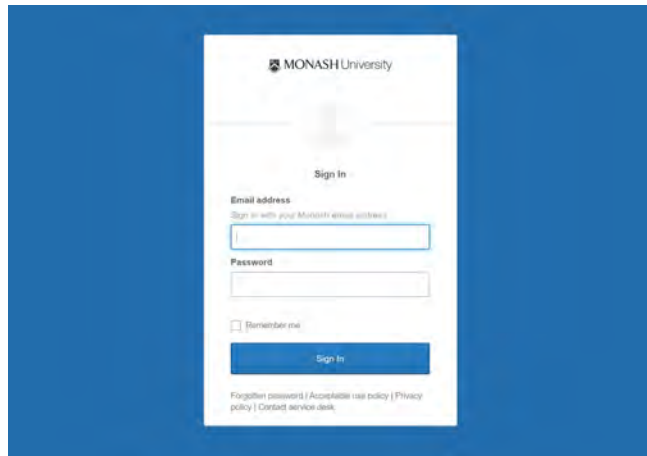 MONASH University
Sign In
Email address
Sign in with your Monash email address
Password
Remember me
Sign In
Forgotten password | Acceptable use policy | Privacy
policy | Contact service desk